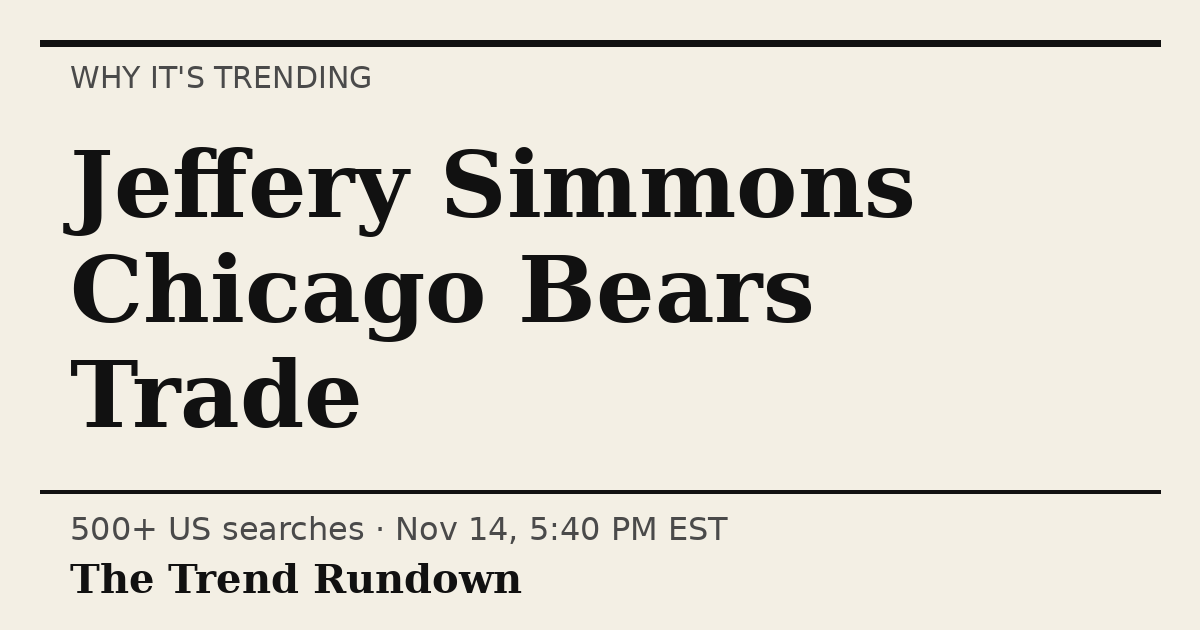 WHY IT'S TRENDING
Jeffery Simmons
Chicago Bears
Trade
500+ US searches · Nov 14, 5:40 PM EST
The Trend Rundown